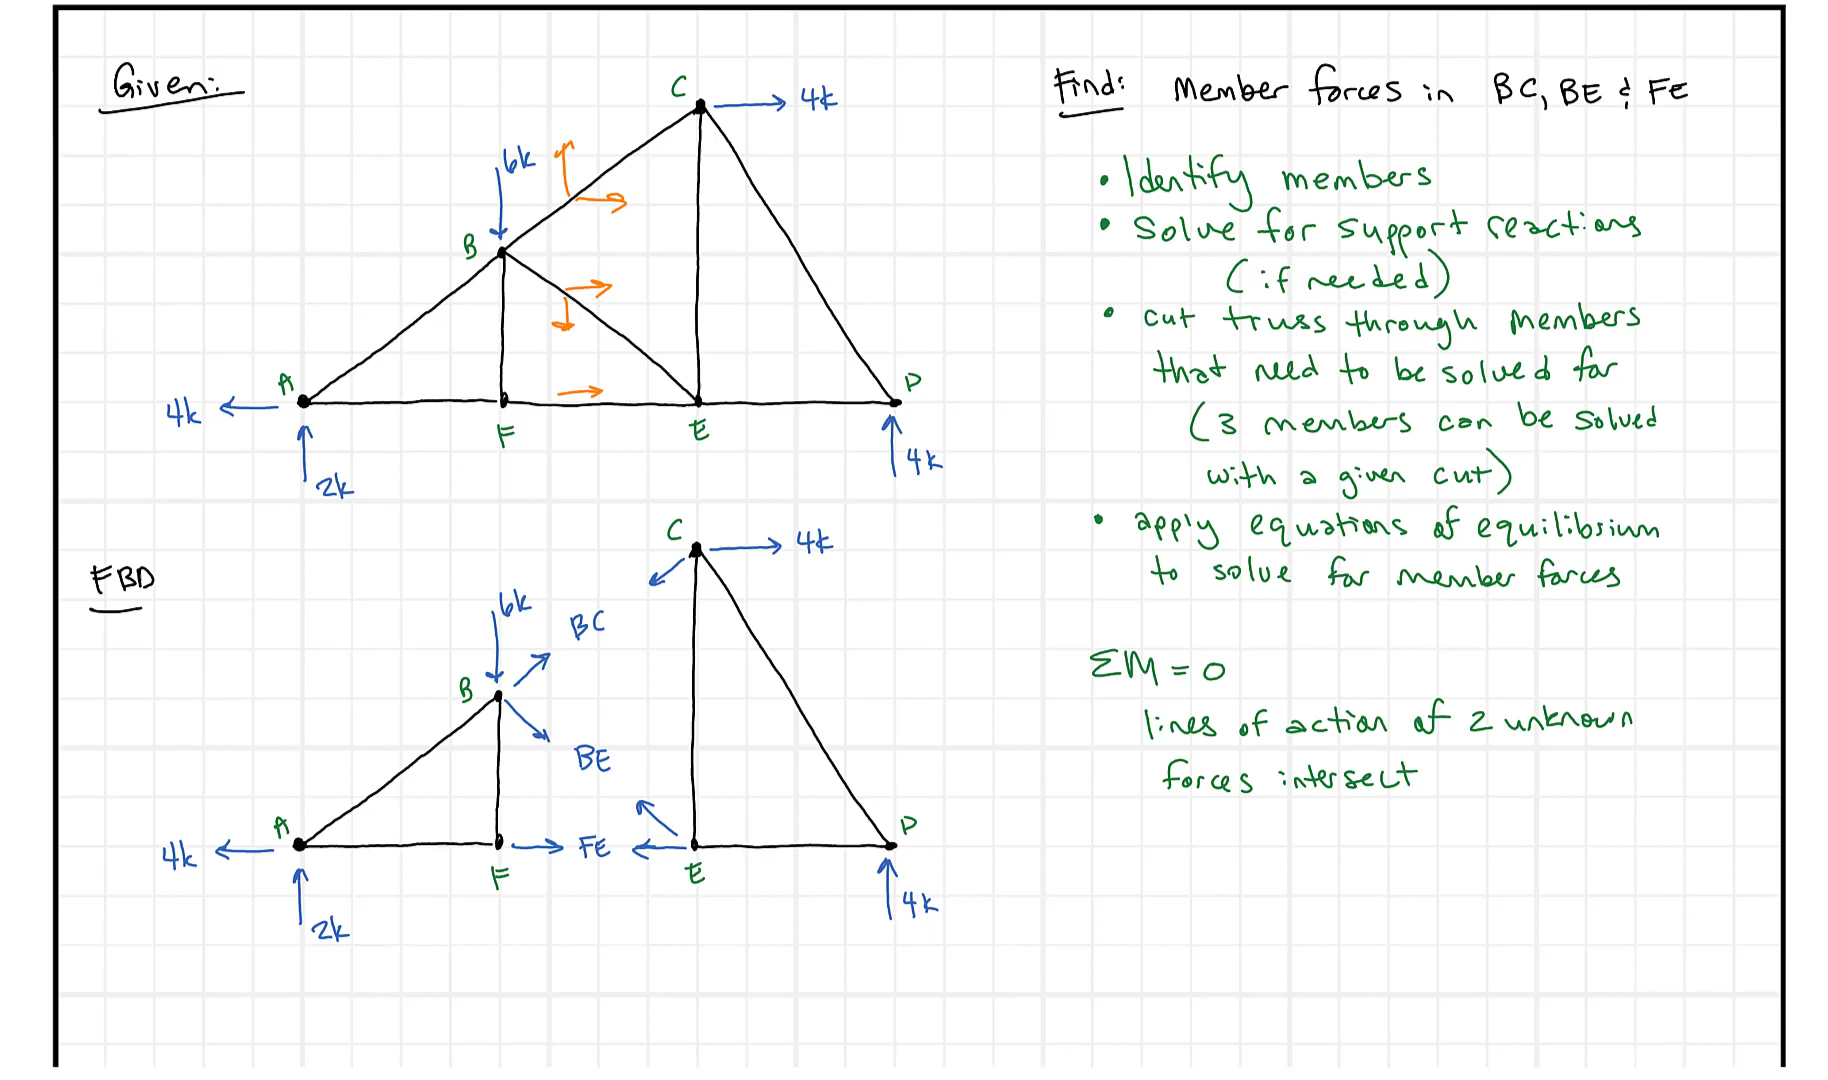 Given:
C
4k
6k
B
A
4k
2k
F
E
D
4k
Find: Member forces in BC, BE & FE
• Identify members
• Solve for support reactions
(if needed)
• cut truss through members
that need to be solved for
(3 members can be solved
with a given cut)
• apply equations of equilibrium
to solve for member forces
ΣM = 0
lines of action of 2 unknown
forces intersect
FBD
C
4k
6k
BC
B
BE
A
4k
2k
F
FE
E
D
4k